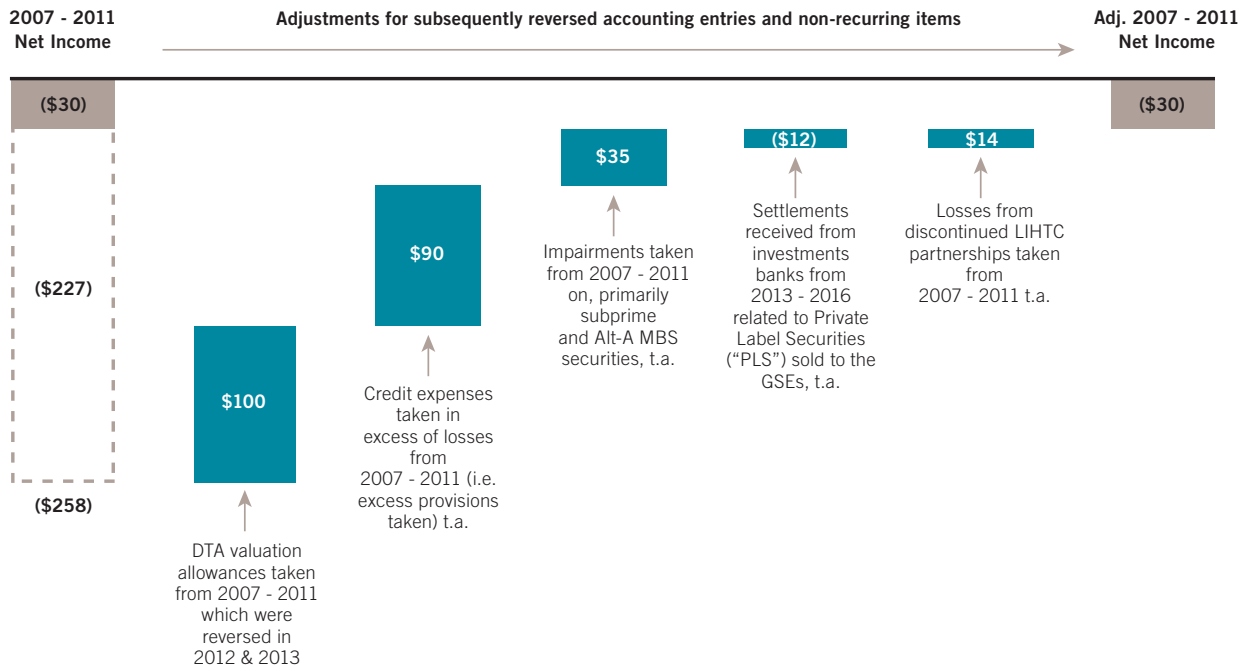 2007 - 2011
Net Income
Adjustments for subsequently reversed accounting entries and non-recurring items
Adj. 2007 - 2011
Net Income
($30)
($227)
($258)
$100
DTA valuation
allowances taken
from 2007 - 2011
which were
reversed in
2012 & 2013
$90
Credit expenses
taken in
excess of losses
from
2007 - 2011 (i.e.
excess provisions
taken) t.a.
$35
Impairments taken
from 2007 - 2011
on, primarily
subprime
and Alt-A MBS
securities, t.a.
($12)
Settlements
received from
investments
banks from
2013 - 2016
related to Private
Label Securities
(“PLS”) sold to the
GSEs, t.a.
$14
Losses from
discontinued LIHTC
partnerships taken
from
2007 - 2011 t.a.
($30)